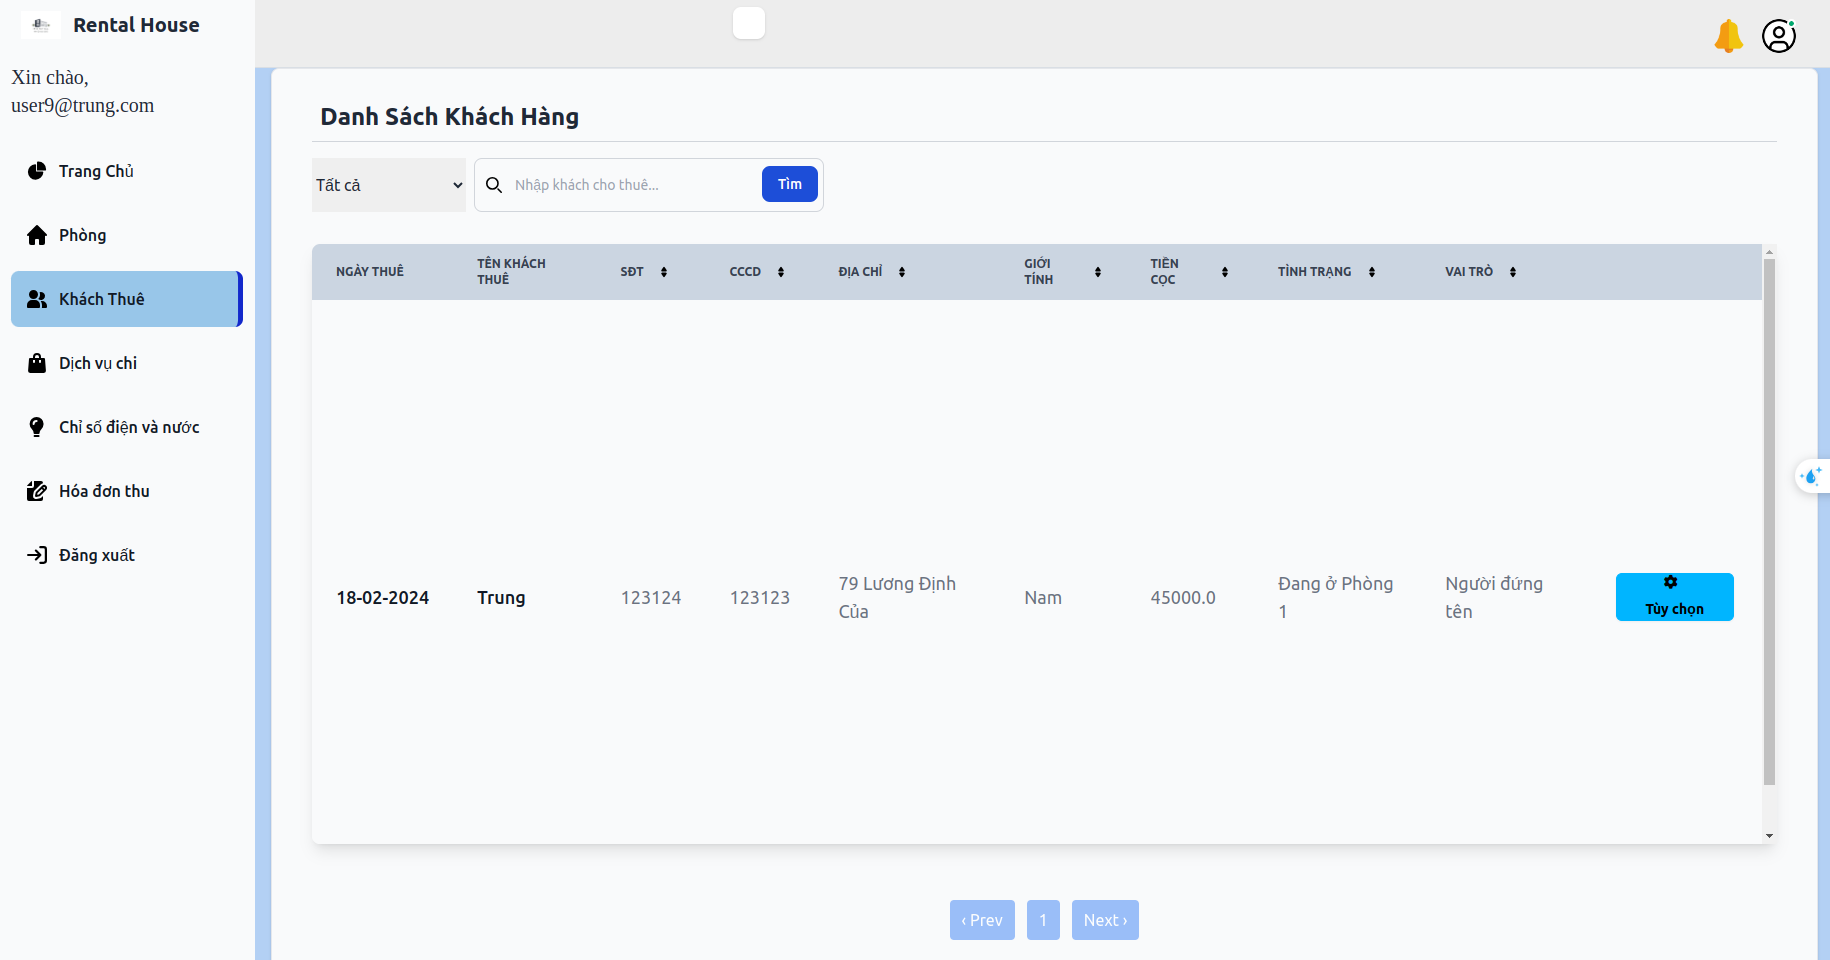 Rental House
Xin chào,
user9@trung.com
Trang Chủ
Phòng
Khách Thuê
Dịch vụ chi
Chỉ số điện và nước
Hóa đơn thu
Đăng xuất
Danh Sách Khách Hàng
Tất cả
Nhập khách cho thuê...
Tìm
NGÀY THUÊ
TÊN KHÁCH
THUÊ
SĐT
CCCD
ĐỊA CHỈ
GIỚI
TÍNH
TIỀN
CỌC
TÌNH TRẠNG
VAI TRÒ
18-02-2024
Trung
123124
123123
79 Lương Định
Của
Nam
45000.0
Đang ở Phòng
1
Người đứng
tên
Tùy chọn
‹ Prev
1
Next ›